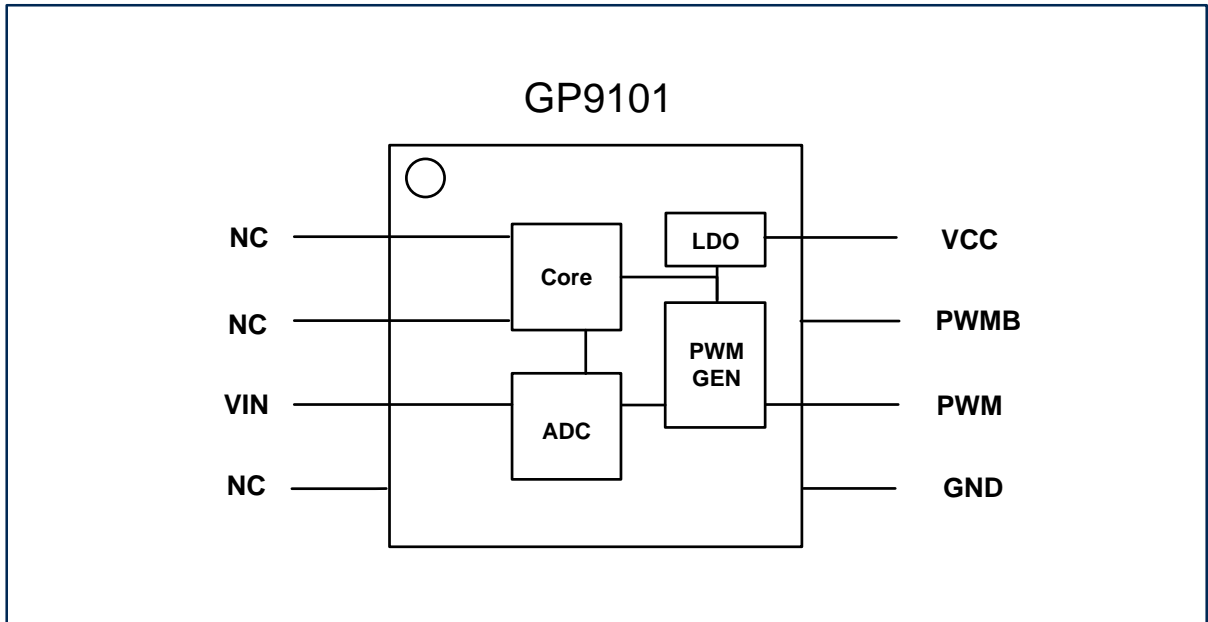 GP9101
NC
NC
VIN
NC
Core
ADC
LDO
PWM
GEN
VCC
PWMB
PWM
GND